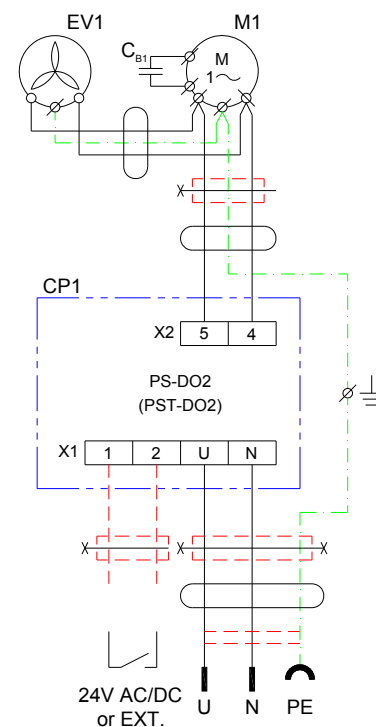 EV1
M1
C B1
M
1~
CP1
X2 5 4
PS-DO2
(PST-DO2)
X1 1 2 U N
24V AC/DC
or EXT.
U N PE